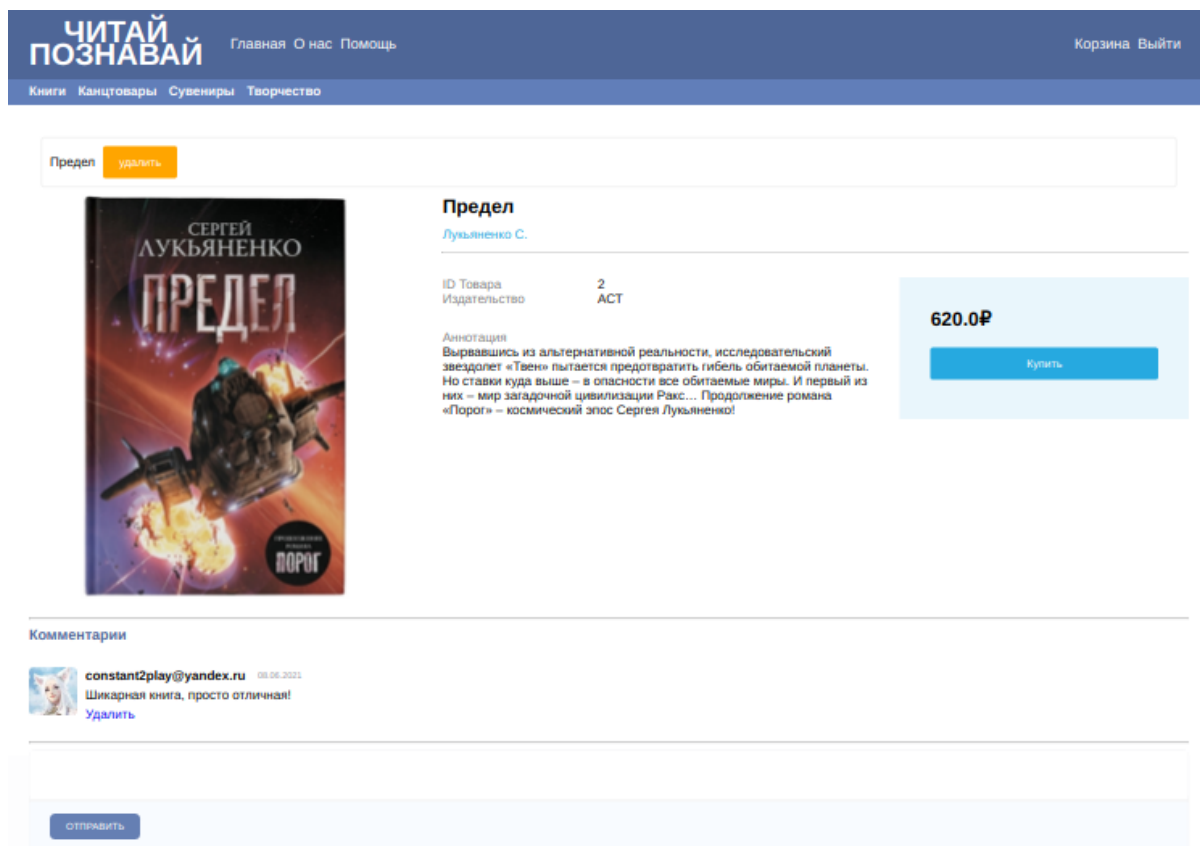 ЧИТАЙ
ПОЗНАВАЙ
Главная О нас Помощь
Корзина Выйти
Книги Канцтовары Сувениры Творчество
Предел удалить
СЕРГЕЙ
ЛУКЬЯНЕНКО
ПРЕДЕЛ
ПРОДОЛЖЕНИЕ
РОМАНА
ПОРОГ
Предел
Лукьяненко С.
ID Товара 2
Издательство АСТ
Аннотация
Вырвавшись из альтернативной реальности, исследовательский
звездолет «Твен» пытается предотвратить гибель обитаемой планеты.
Но ставки куда выше – в опасности все обитаемые миры. И первый из
них – мир загадочной цивилизации Ракс… Продолжение романа
«Порог» – космический эпос Сергея Лукьяненко!
620.0₽
Купить
Комментарии
constant2play@yandex.ru 08.06.2021
Шикарная книга, просто отличная!
Удалить
ОТПРАВИТЬ